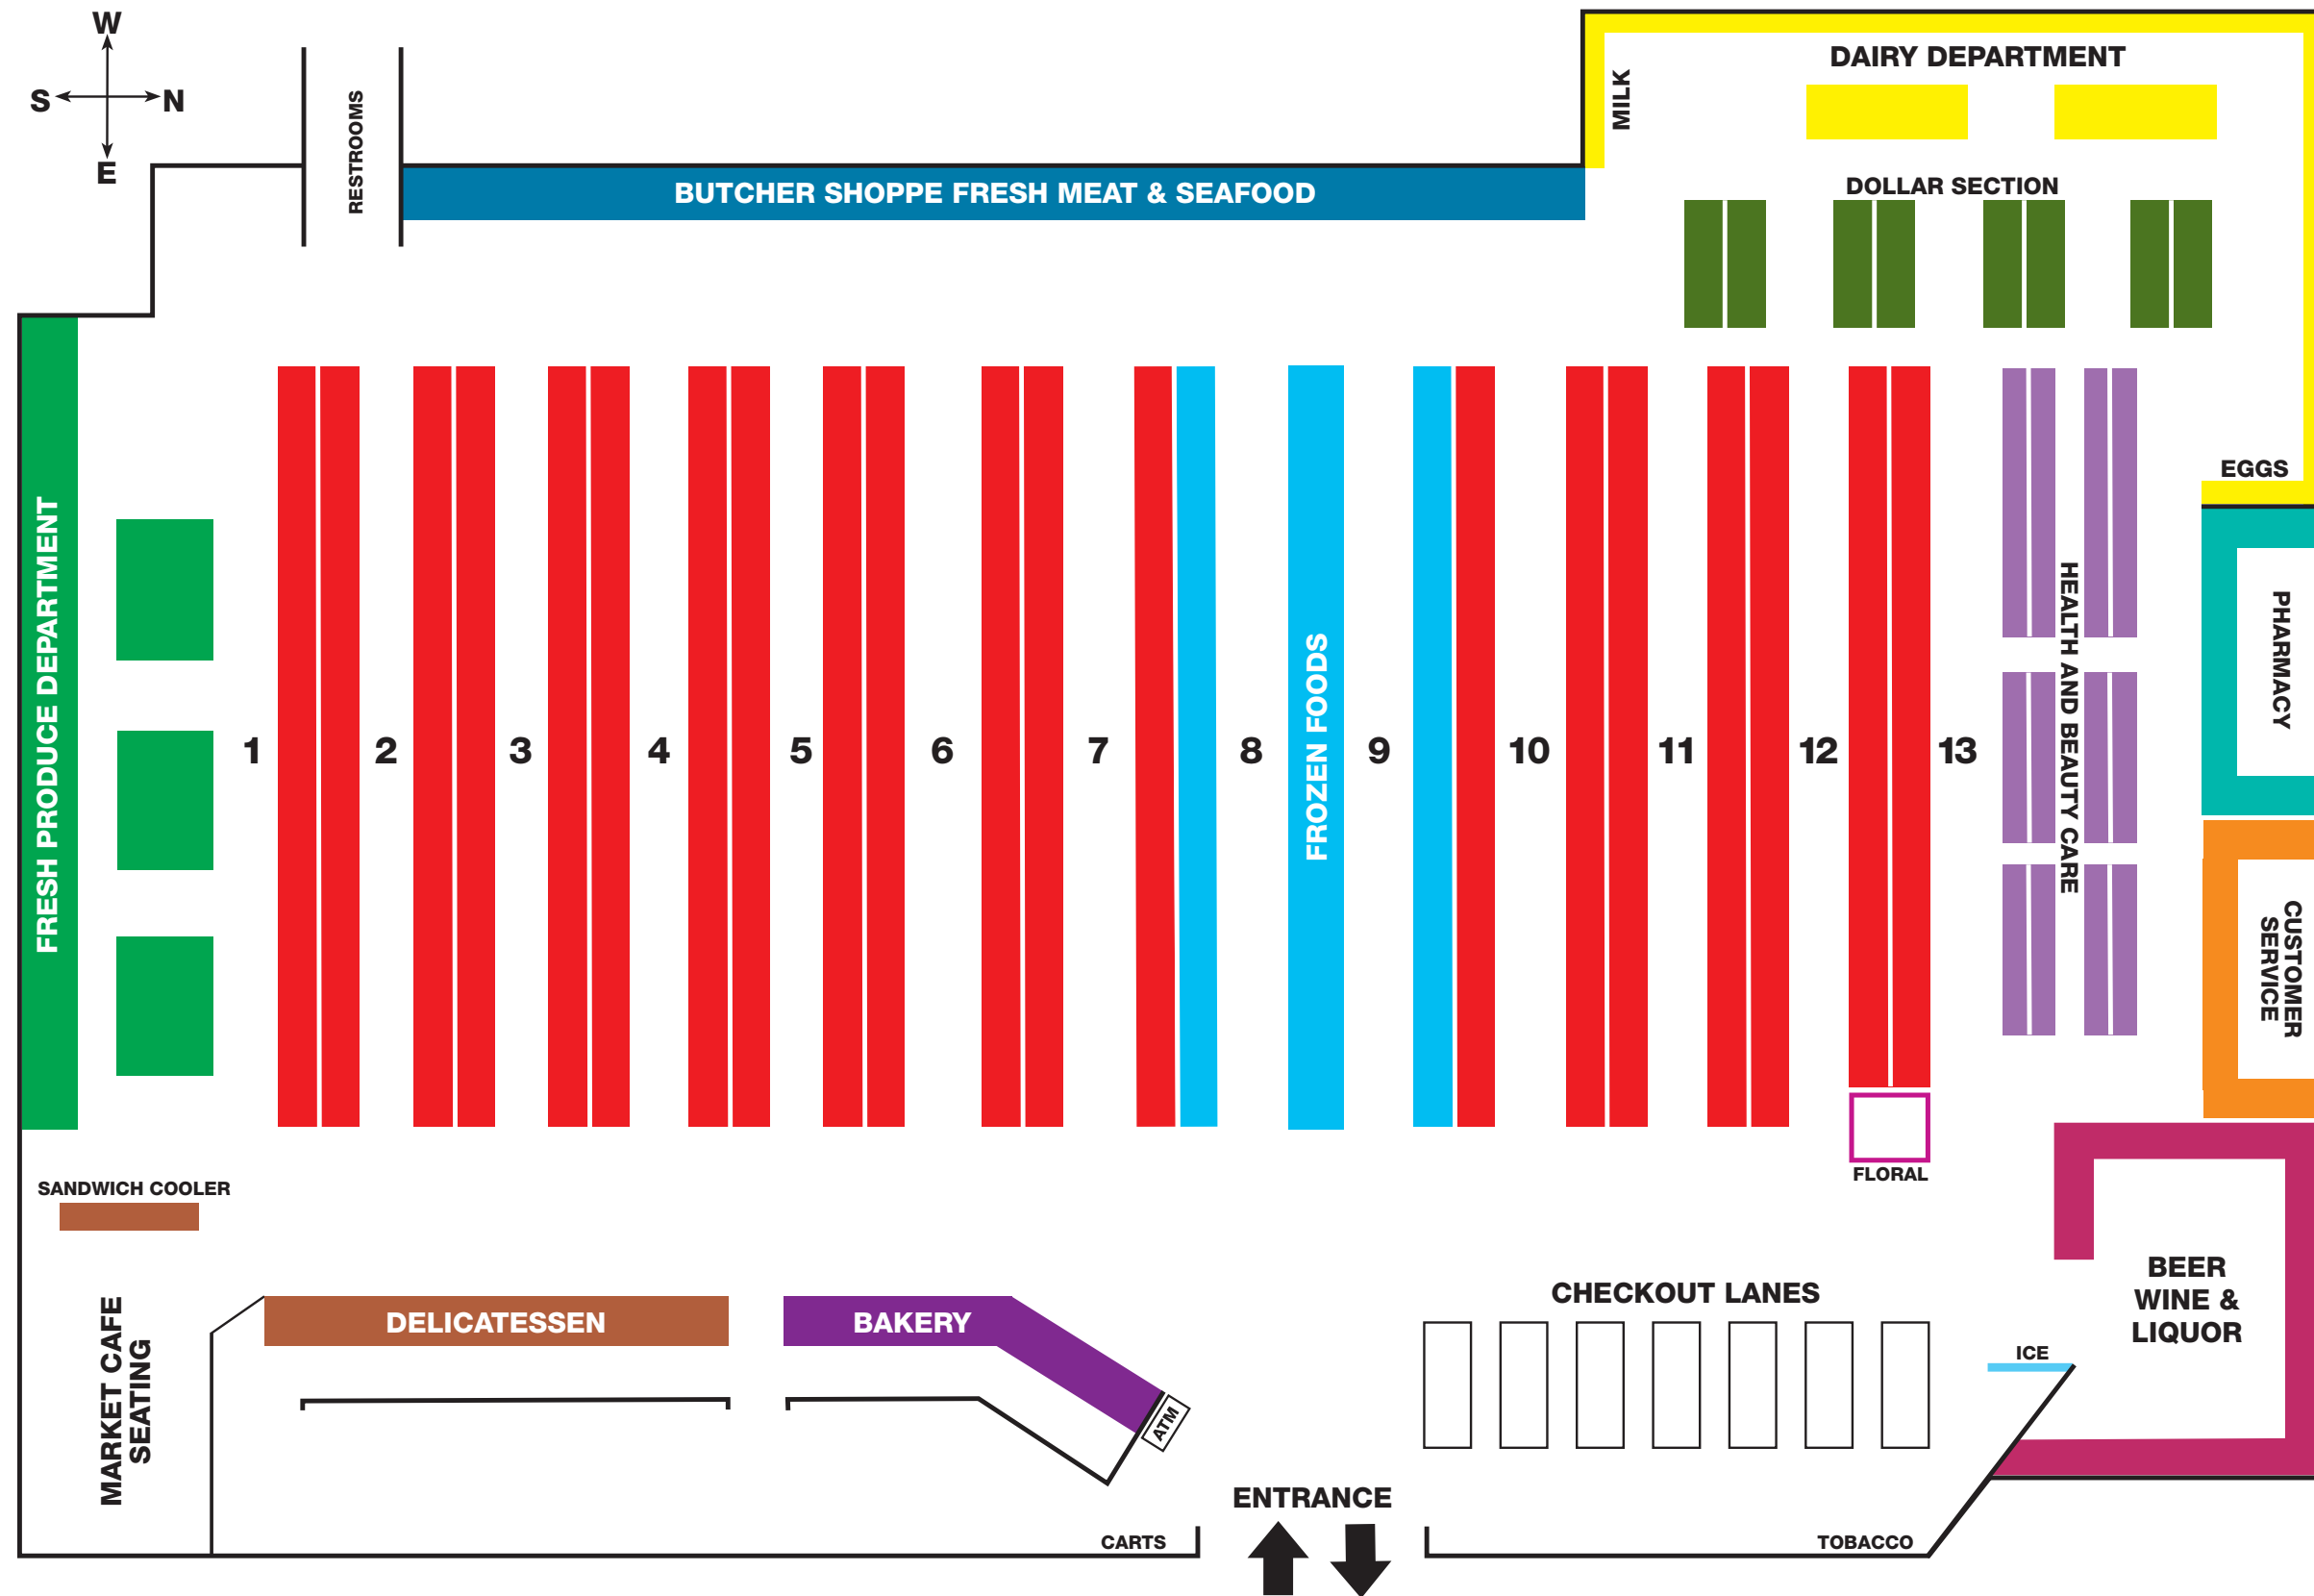 W
S
N
E
RESTROOMS
BUTCHER SHOPPE FRESH MEAT & SEAFOOD
MILK
DAIRY DEPARTMENT
DOLLAR SECTION
EGGS
FRESH PRODUCE DEPARTMENT
1
2
3
4
5
6
7
8
FROZEN FOODS
9
10
11
12
13
HEALTH AND BEAUTY CARE
PHARMACY
CUSTOMER
SERVICE
FLORAL
SANDWICH COOLER
MARKET CAFE
SEATING
DELICATESSEN
BAKERY
ATM
CHECKOUT LANES
ICE
BEER
WINE &
LIQUOR
ENTRANCE
CARTS
TOBACCO